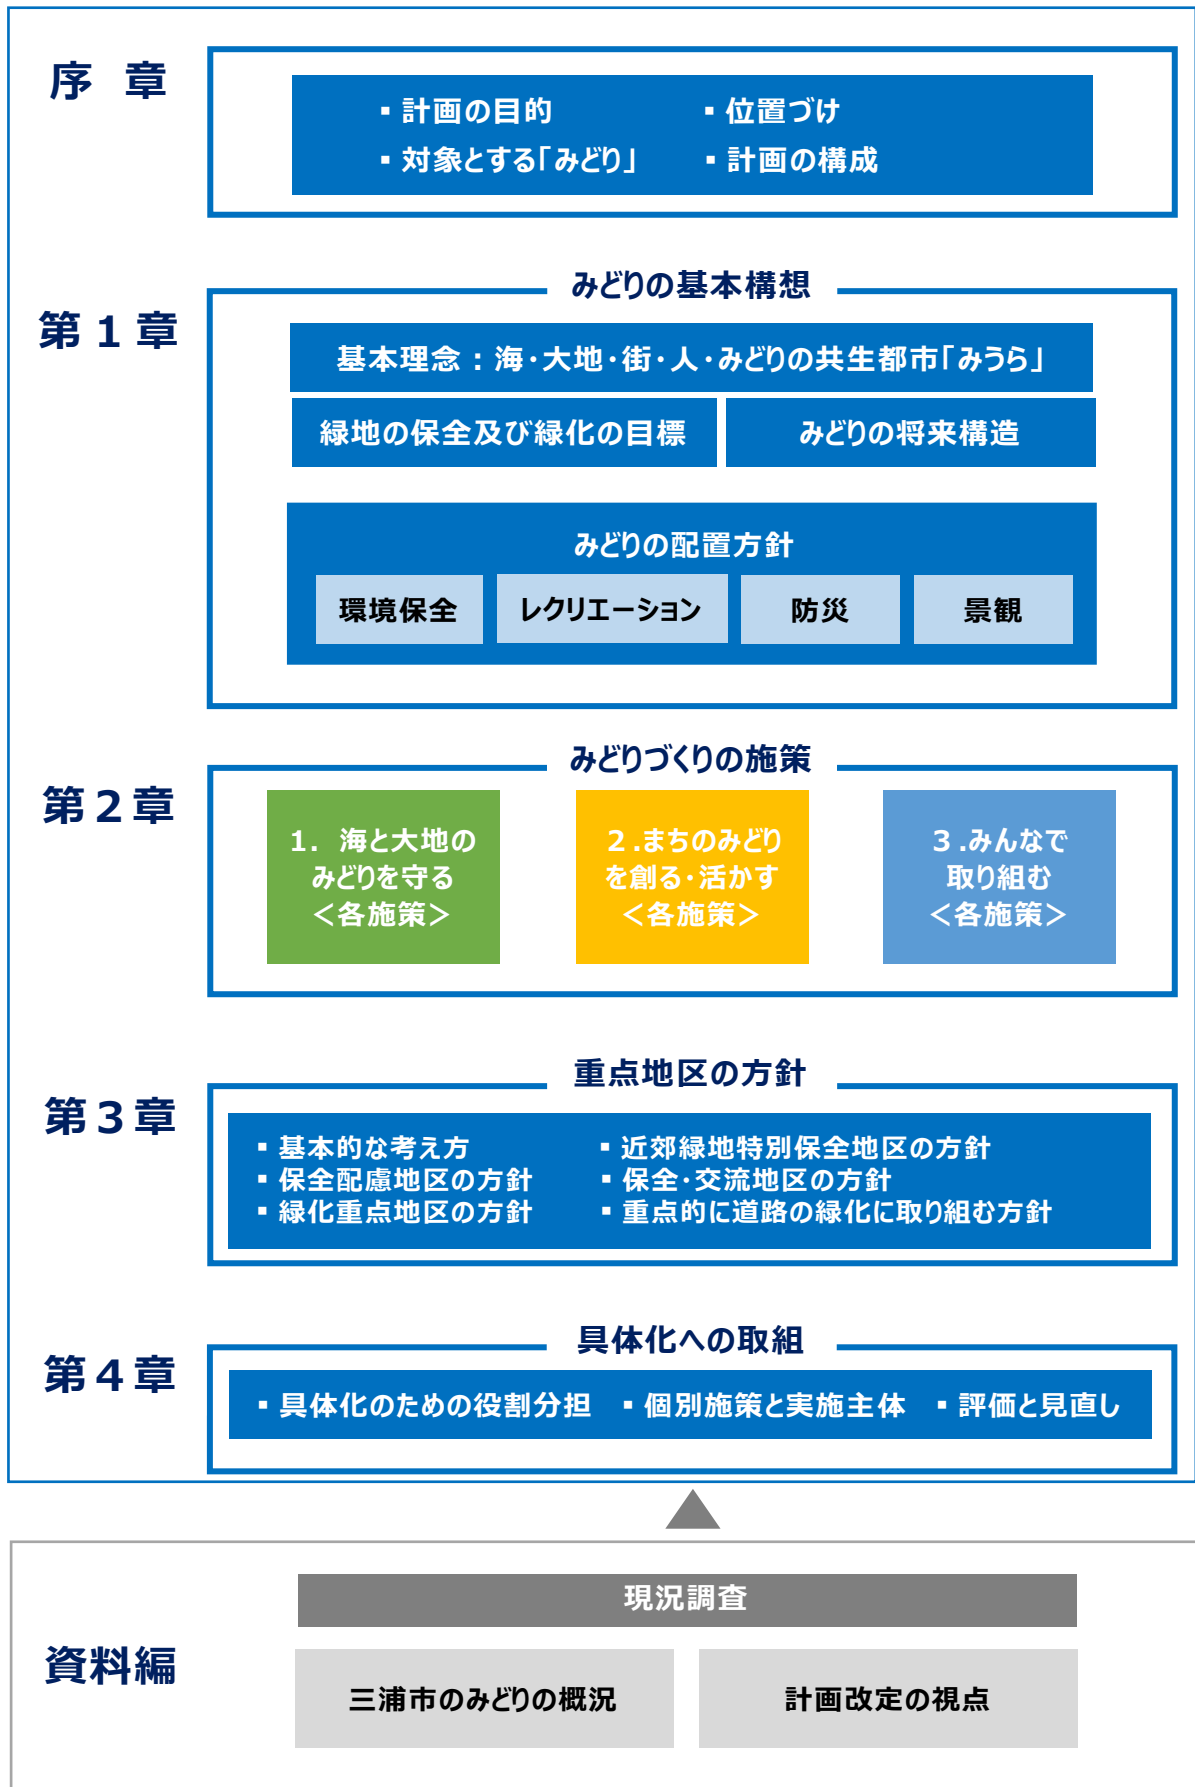 序 章
▪計画の目的
▪位置づけ
▪対象とする「みどり」
▪計画の構成
第1章
みどりの基本構想
基本理念:海・大地・街・人・みどりの共生都市「みうら」
緑地の保全及び緑化の目標
みどりの将来構造
みどりの配置方針
環境保全
レクリエーション
防災
景観
第2章
みどりづくりの施策
1. 海と大地の
みどりを守る
<各施策>
2.まちのみどり
を創る・活かす
<各施策>
3.みんなで
取り組む
<各施策>
第3章
重点地区の方針
▪基本的な考え方
▪保全配慮地区の方針
▪緑化重点地区の方針
▪近郊緑地特別保全地区の方針
▪保全・交流地区の方針
▪重点的に道路の緑化に取り組む方針
第4章
具体化への取組
▪具体化のための役割分担 ▪個別施策と実施主体 ▪評価と見直し
資料編
現況調査
三浦市のみどりの概況
計画改定の視点